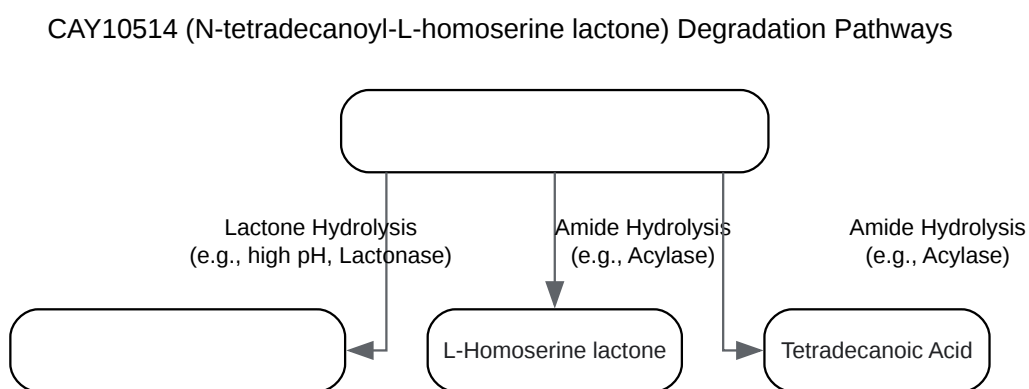 CAY10514 (N-tetradecanoyl-L-homoserine lactone) Degradation Pathways
Lactone Hydrolysis
(e.g., high pH, Lactonase)
Amide Hydrolysis
(e.g., Acylase)
Amide Hydrolysis
(e.g., Acylase)
L-Homoserine lactone
Tetradecanoic Acid